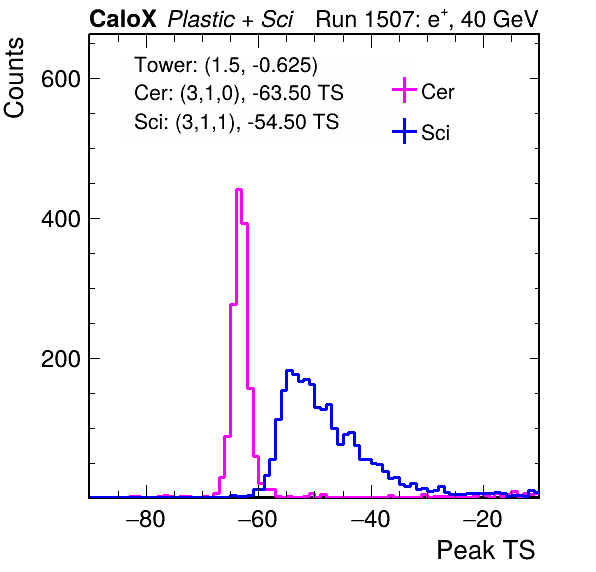 CaloX Plastic + Sci Run 1507: e⁺, 40 GeV
Counts
Tower: (1.5, -0.625)
Cer: (3,1,0), -63.50 TS
Sci: (3,1,1), -54.50 TS
Cer
Sci
600
400
200
−80 −60 −40 −20
Peak TS